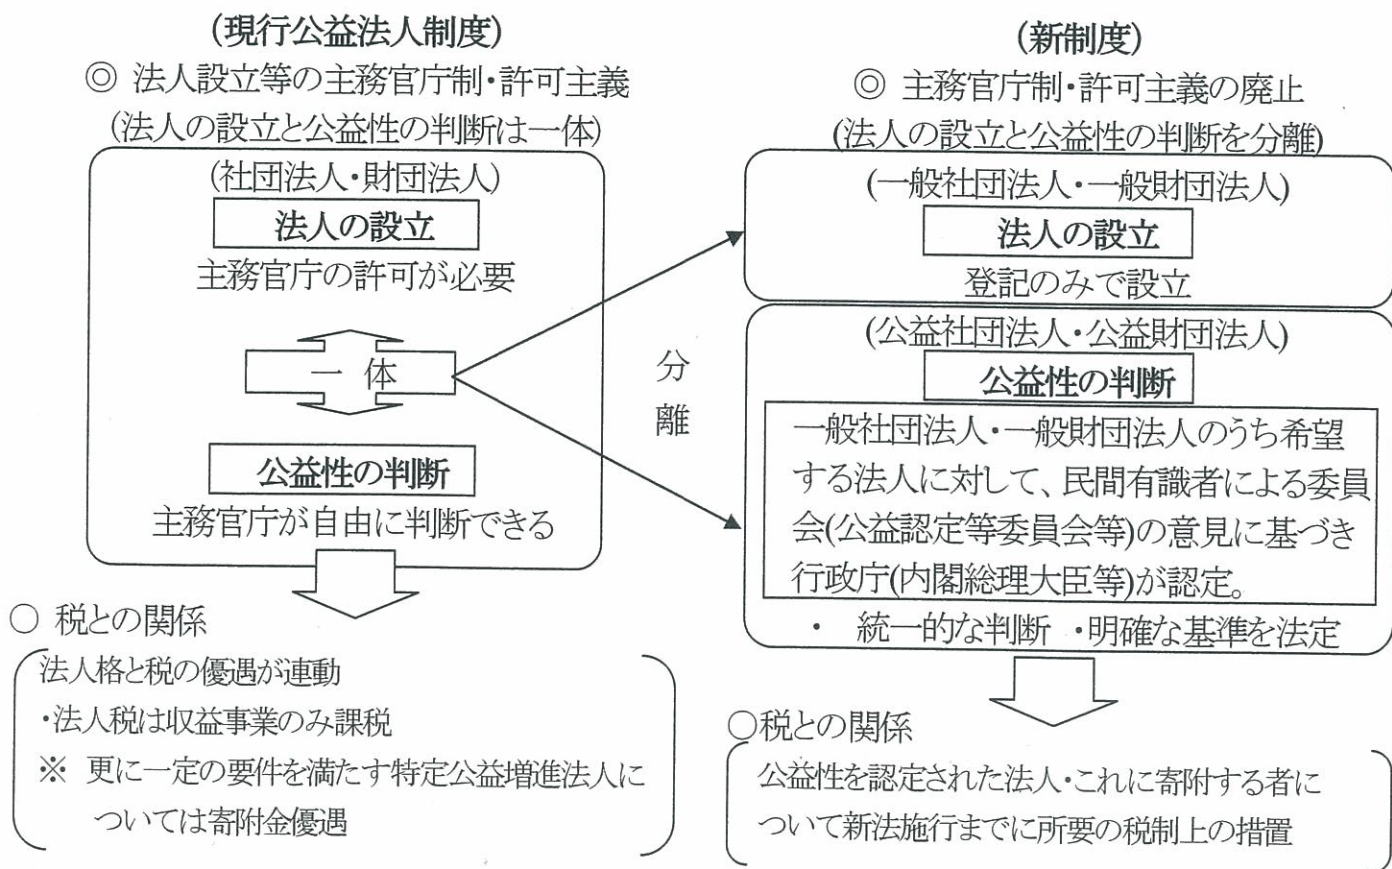 (現行公益法人制度)
◎ 法人設立等の主務官庁制・許可主義
(法人の設立と公益性の判断は一体)
(社団法人・財団法人)
法人の設立
主務官庁の許可が必要
一 体
公益性の判断
主務官庁が自由に判断できる
○ 税との関係
法人格と税の優遇が連動
・法人税は収益事業のみ課税
※ 更に一定の要件を満たす特定公益増進法人に
ついては寄附金優遇
分
離
(新制度)
◎ 主務官庁制・許可主義の廃止
(法人の設立と公益性の判断を分離)
(一般社団法人・一般財団法人)
法人の設立
登記のみで設立
(公益社団法人・公益財団法人)
公益性の判断
一般社団法人・一般財団法人のうち希望
する法人に対して、民間有識者による委員
会(公益認定等委員会等)の意見に基づき
行政庁(内閣総理大臣等)が認定。
・ 統一的な判断 ・明確な基準を法定
○税との関係
公益性を認定された法人・これに寄附する者に
ついて新法施行までに所要の税制上の措置